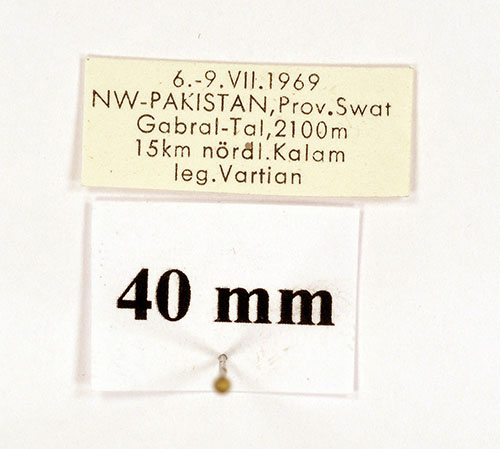 6.-9.VII.1969
NW-PAKISTAN,Prov.Swat
Gabral-Tal,2100m
15km nördl.Kalam
leg.Vartian
40 mm